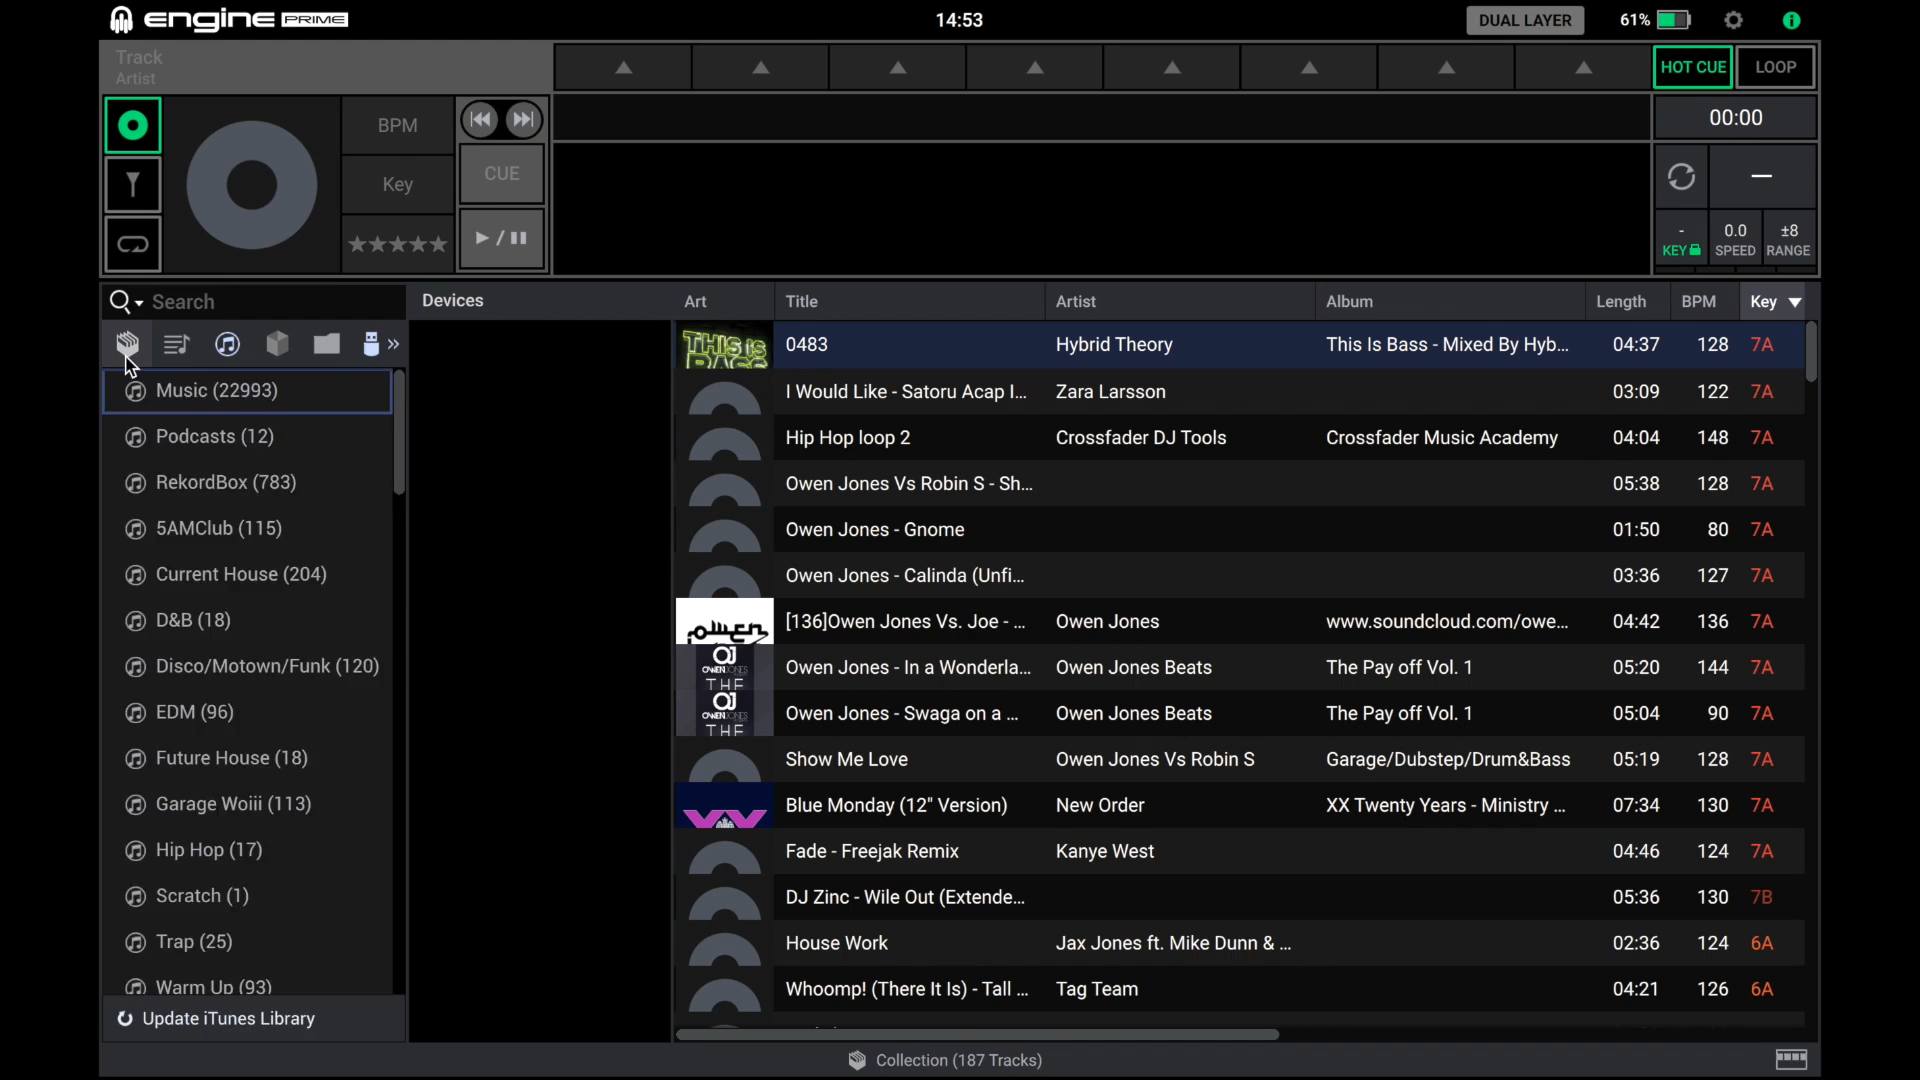 engine PRIME
14:53
DUAL LAYER
61%
Track
Artist
HOT CUE
LOOP
BPM
Key
CUE
00:00
-
KEY
0.0
SPEED
±8
RANGE
Search
Devices
Art Title Artist Album Length BPM Key
Music (22993)
Podcasts (12)
RekordBox (783)
5AMClub (115)
Current House (204)
D&B (18)
Disco/Motown/Funk (120)
EDM (96)
Future House (18)
Garage Woiii (113)
Hip Hop (17)
Scratch (1)
Trap (25)
Warm Up (93)
Update iTunes Library
THIS IS BASS
0483 Hybrid Theory This Is Bass - Mixed By Hyb... 04:37 128 7A
I Would Like - Satoru Acap I... Zara Larsson 03:09 122 7A
Hip Hop loop 2 Crossfader DJ Tools Crossfader Music Academy 04:04 148 7A
Owen Jones Vs Robin S - Sh... 05:38 128 7A
Owen Jones - Gnome 01:50 80 7A
Owen Jones - Calinda (Unfi... 03:36 127 7A
[136]Owen Jones Vs. Joe - ... Owen Jones www.soundcloud.com/owe... 04:42 136 7A
OJ OWEN JONES THE
Owen Jones - In a Wonderla... Owen Jones Beats The Pay off Vol. 1 05:20 144 7A
OJ OWEN JONES THE
Owen Jones - Swaga on a ... Owen Jones Beats The Pay off Vol. 1 05:04 90 7A
Show Me Love Owen Jones Vs Robin S Garage/Dubstep/Drum&Bass 05:19 128 7A
Blue Monday (12" Version) New Order XX Twenty Years - Ministry ... 07:34 130 7A
Fade - Freejak Remix Kanye West 04:46 124 7A
DJ Zinc - Wile Out (Extende... 05:36 130 7B
House Work Jax Jones ft. Mike Dunn & ... 02:36 124 6A
Whoomp! (There It Is) - Tall ... Tag Team 04:21 126 6A
Collection (187 Tracks)